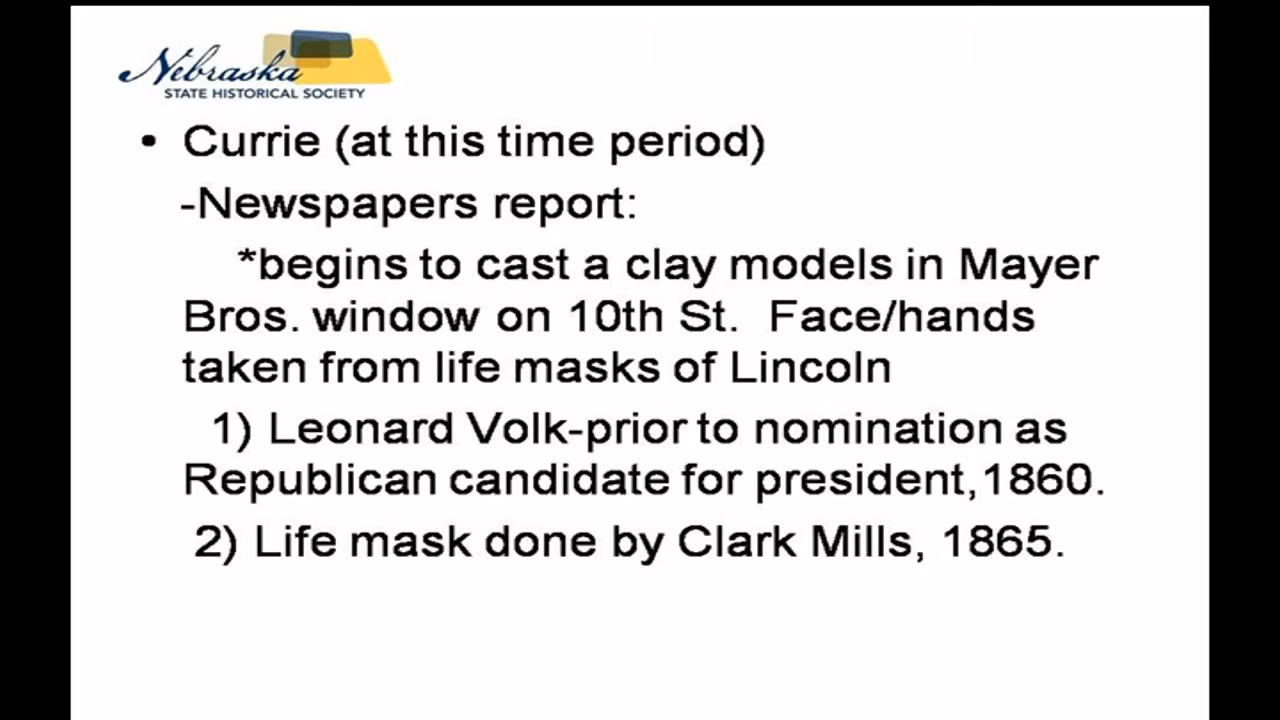 Nebraska
STATE HISTORICAL SOCIETY
• Currie (at this time period)
-Newspapers report:
*begins to cast a clay models in Mayer
Bros. window on 10th St.  Face/hands
taken from life masks of Lincoln
1) Leonard Volk-prior to nomination as
Republican candidate for president,1860.
2) Life mask done by Clark Mills, 1865.